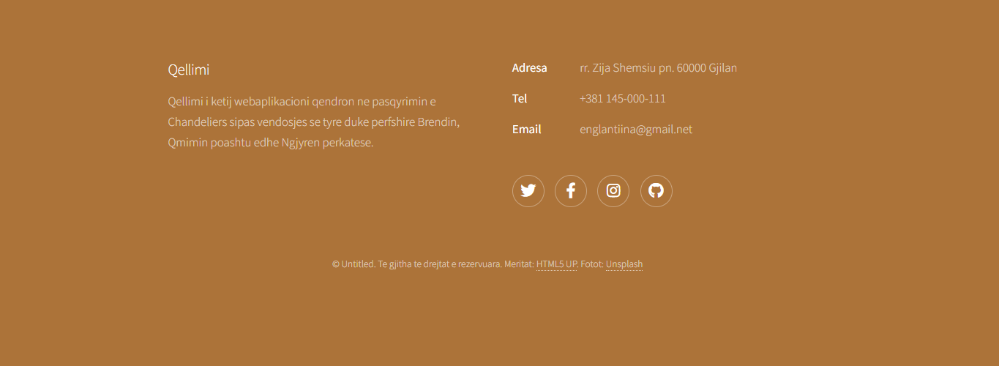 Qellimi
Qellimi i ketij webaplikacioni qendron ne pasqyrimin e
Chandeliers sipas vendosjes se tyre duke perfshire Brendin,
Qmimin poashtu edhe Ngjyren perkatese.
Adresa rr. Zija Shemsiu pn. 60000 Gjilan
Tel +381 145-000-111
Email englantiina@gmail.net
© Untitled. Te gjitha te drejtat e rezervuara. Meritat: HTML5 UP. Fotot: Unsplash